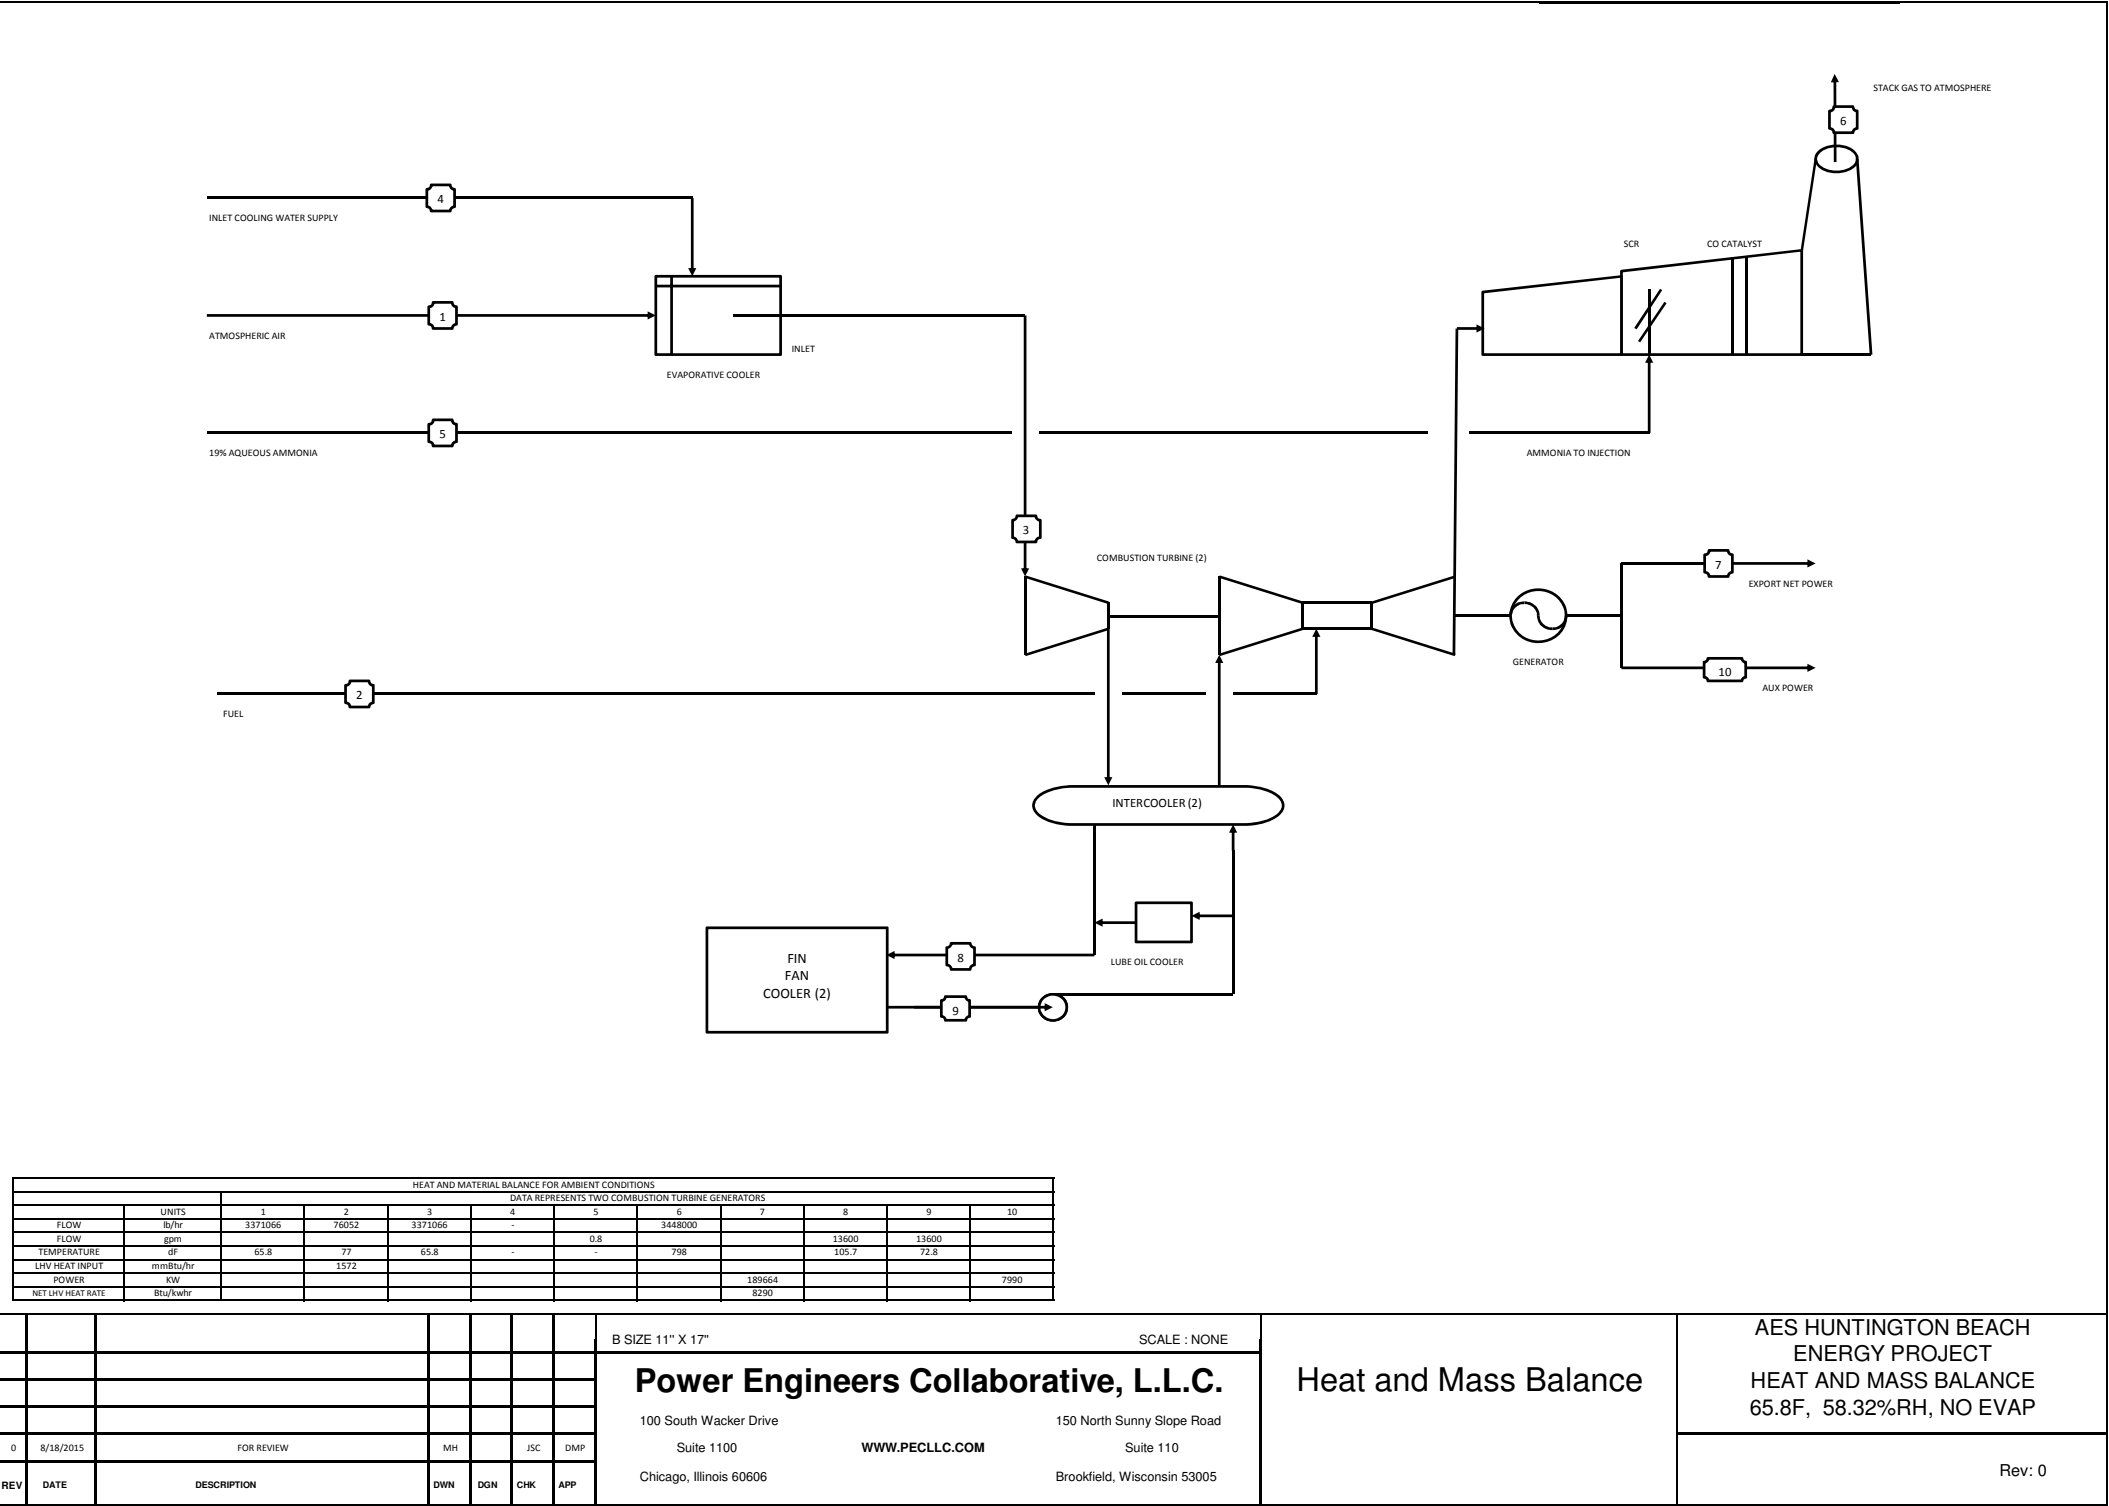 STACK GAS TO ATMOSPHERE
6
4
INLET COOLING WATER SUPPLY
SCR CO CATALYST
1
ATMOSPHERIC AIR
INLET
EVAPORATIVE COOLER
5
19% AQUEOUS AMMONIA
AMMONIA TO INJECTION
3
COMBUSTION TURBINE (2)
7
EXPORT NET POWER
GENERATOR
10
AUX POWER
2
FUEL
INTERCOOLER (2)
FIN
FAN
COOLER (2)
8
LUBE OIL COOLER
9
HEAT AND MATERIAL BALANCE FOR AMBIENT CONDITIONS
DATA REPRESENTS TWO COMBUSTION TURBINE GENERATORS
UNITS 1 2 3 4 5 6 7 8 9 10
FLOW lb/hr 3371066 76052 3371066 - 3448000
FLOW gpm 0.8 13600 13600
TEMPERATURE dF 65.8 77 65.8 - - 798 105.7 72.8
LHV HEAT INPUT mmBtu/hr 1572
POWER KW 189664 7990
NET LHV HEAT RATE Btu/kwhr 8290
B SIZE 11" X 17" SCALE : NONE
Power Engineers Collaborative, L.L.C.
100 South Wacker Drive 150 North Sunny Slope Road
Suite 1100 WWW.PECLLC.COM Suite 110
Chicago, Illinois 60606 Brookfield, Wisconsin 53005
0 8/18/2015 FOR REVIEW MH JSC DMP
REV DATE DESCRIPTION DWN DGN CHK APP
Heat and Mass Balance
AES HUNTINGTON BEACH
ENERGY PROJECT
HEAT AND MASS BALANCE
65.8F, 58.32%RH, NO EVAP
Rev: 0